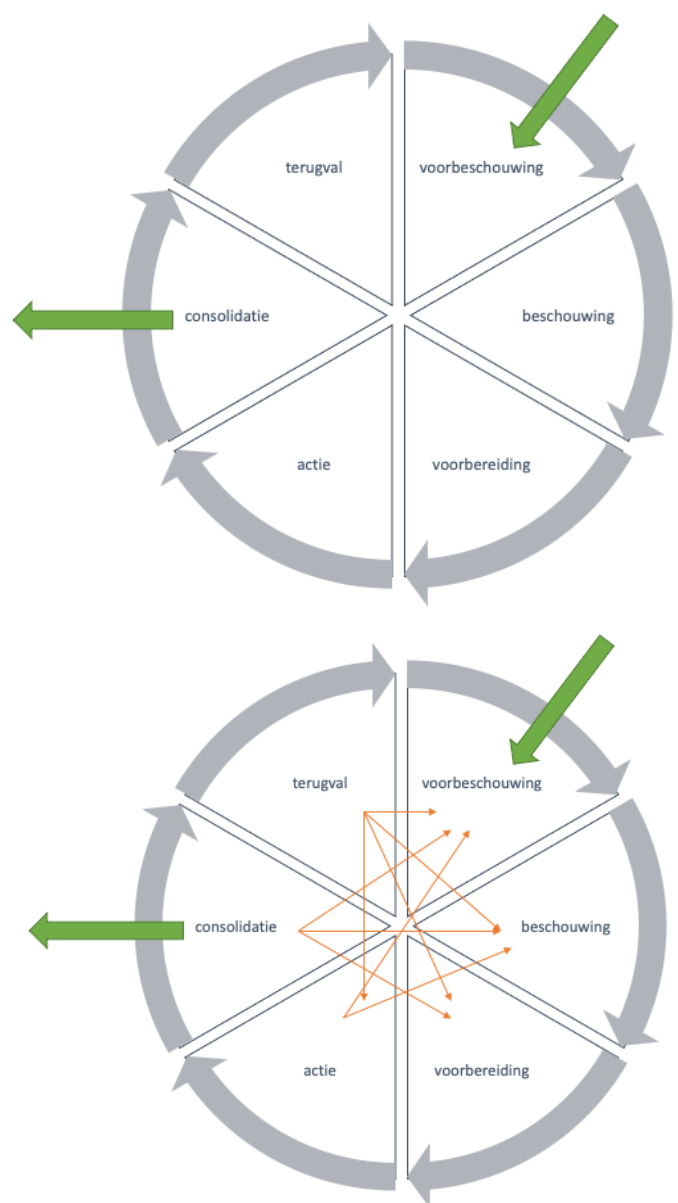 terugval
voorbeschouwing
consolidatie
beschouwing
actie
voorbereiding
terugval
voorbeschouwing
consolidatie
beschouwing
actie
voorbereiding